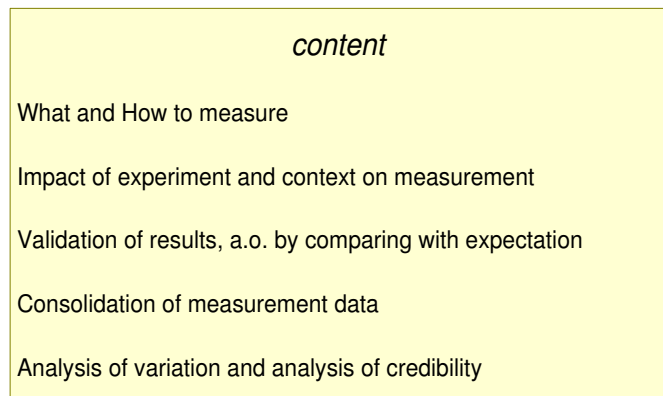 content
What and How to measure
Impact of experiment and context on measurement
Validation of results, a.o. by comparing with expectation
Consolidation of measurement data
Analysis of variation and analysis of credibility